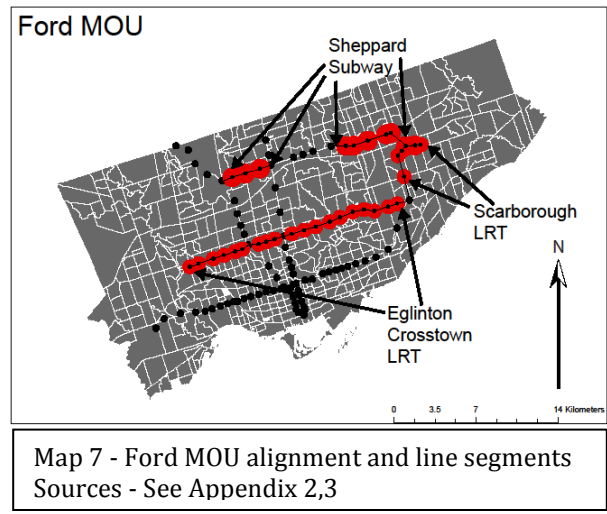 Ford MOU
Sheppard
Subway
Scarborough
LRT
N
Eglinton
Crosstown
LRT
0 3.5 7 14 Kilometers
Map 7 - Ford MOU alignment and line segments
Sources - See Appendix 2,3